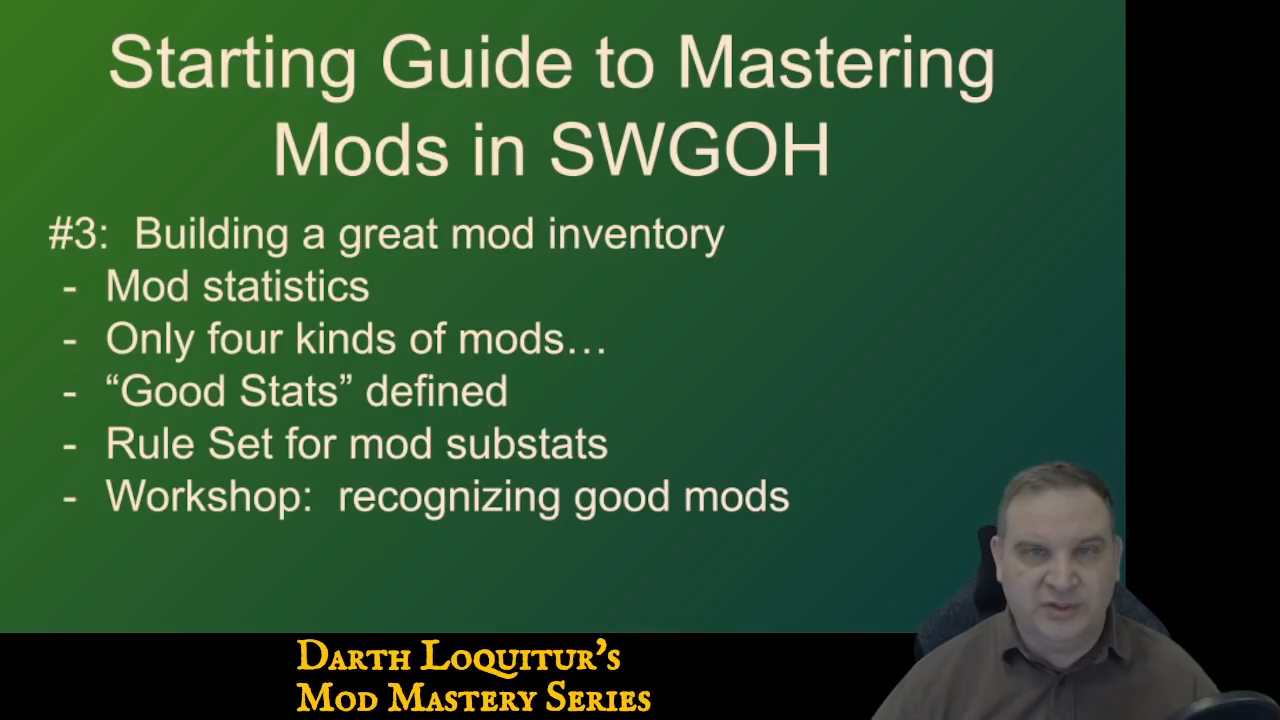 Starting Guide to Mastering
Mods in SWGOH
#3:  Building a great mod inventory
- Mod statistics
- Only four kinds of mods…
- “Good Stats” defined
- Rule Set for mod substats
- Workshop:  recognizing good mods
Darth Loquitur's
Mod Mastery Series